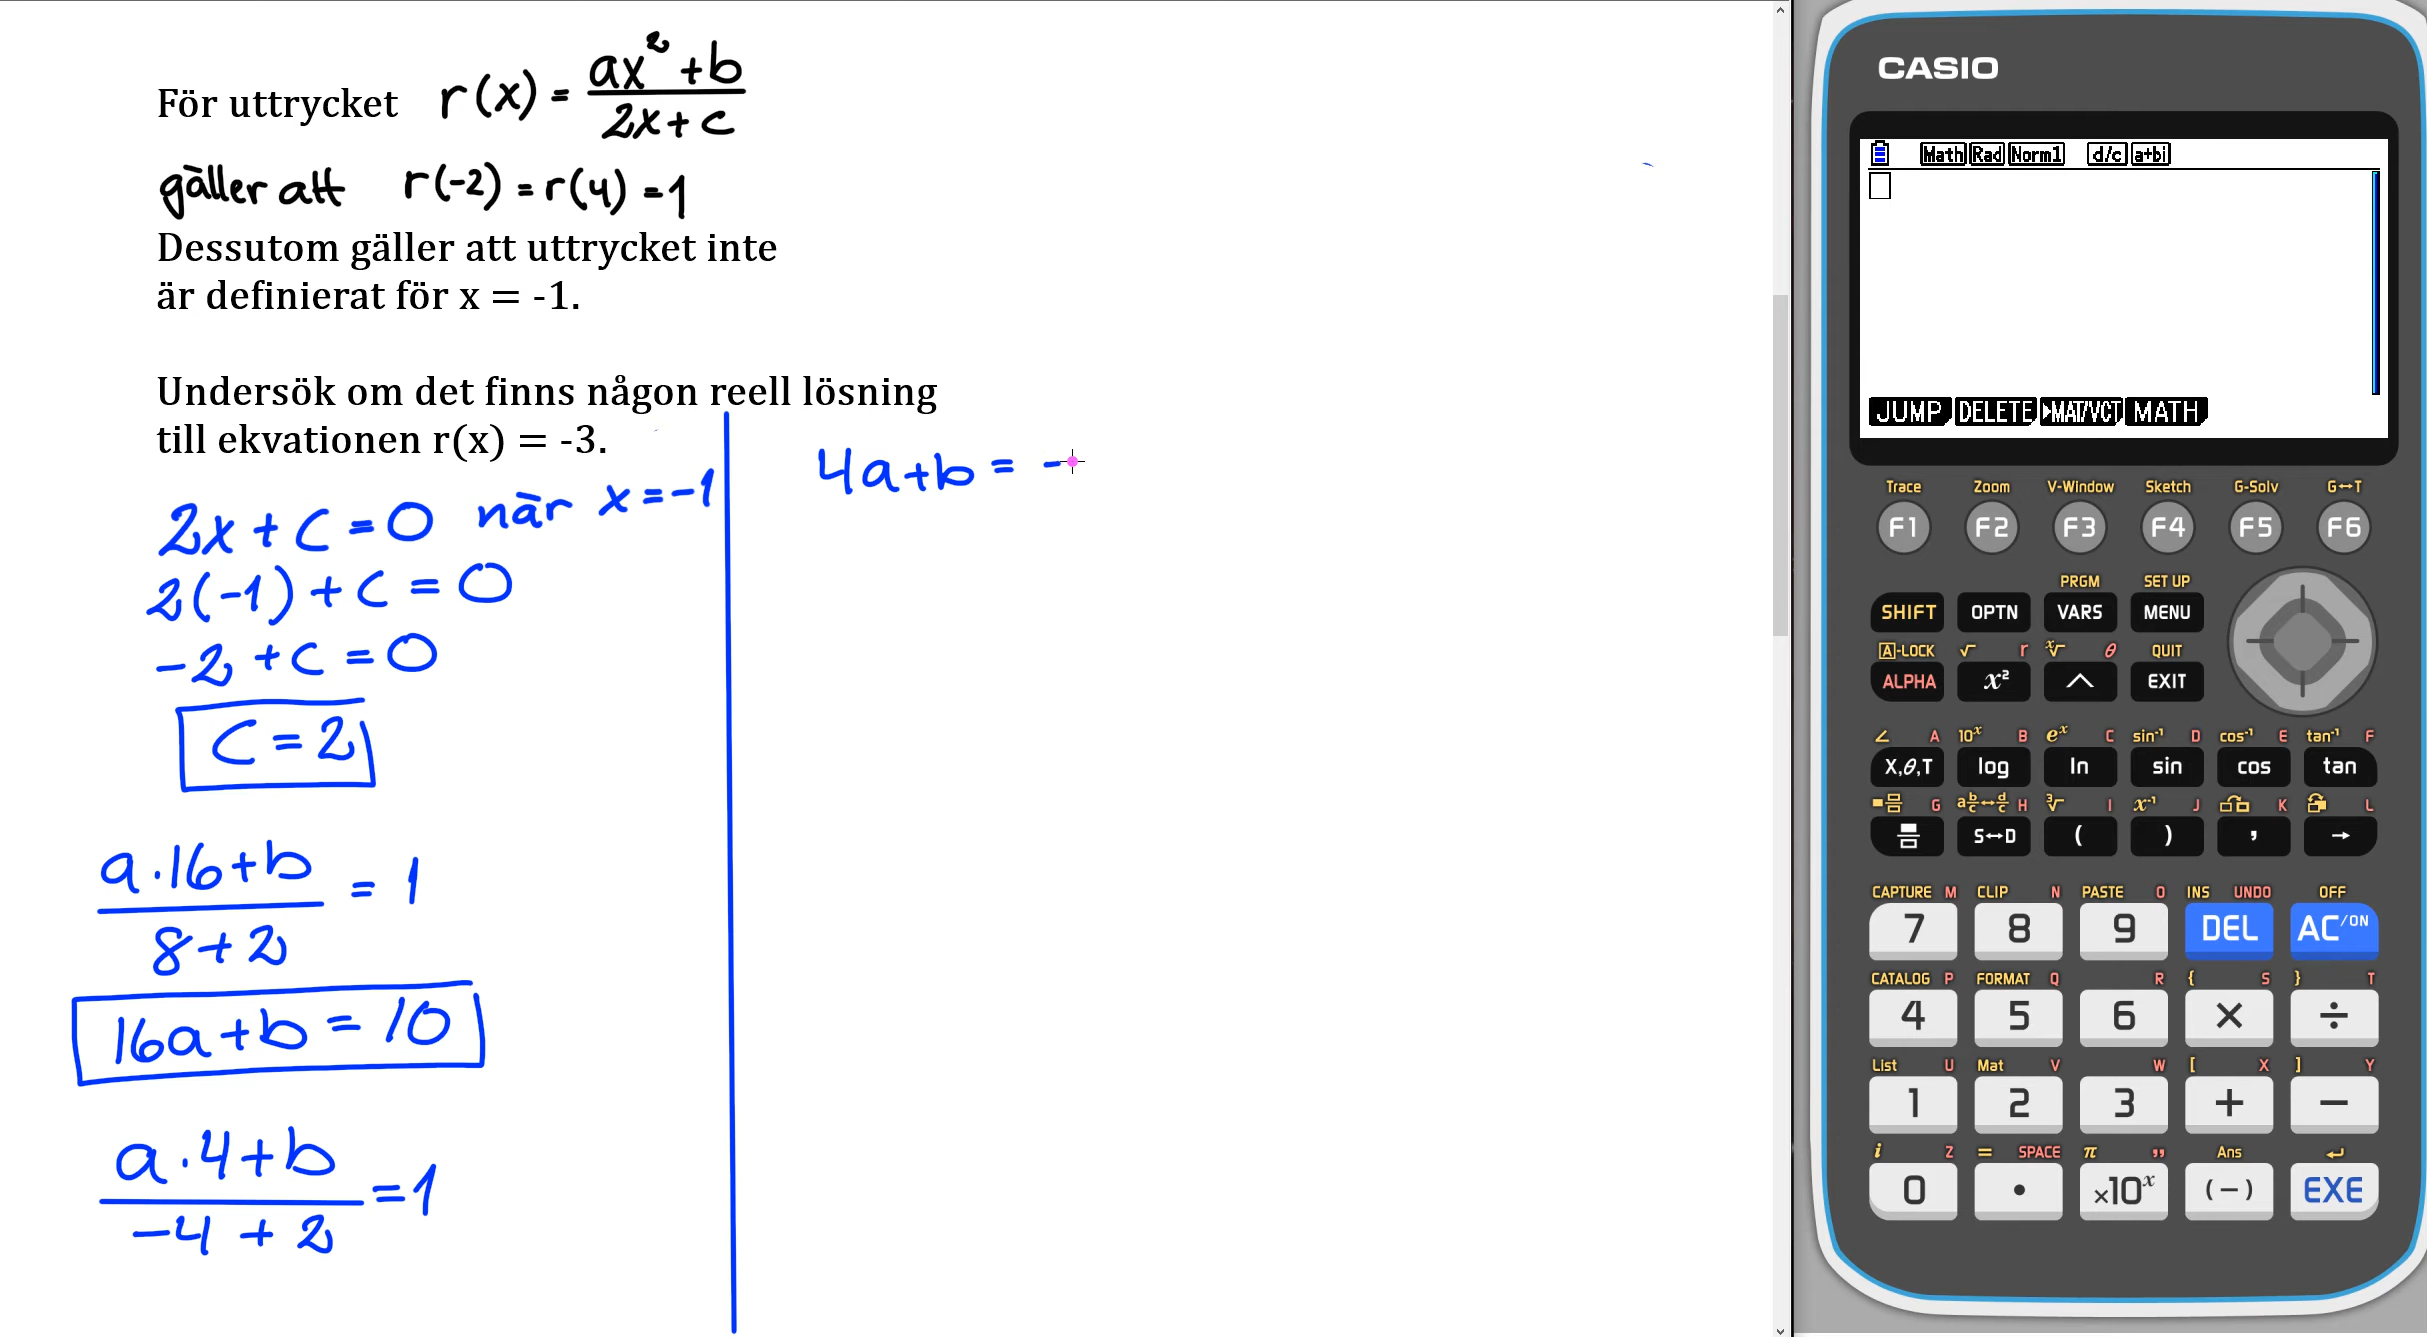 För uttrycket r(x) = (ax² + b)/(2x + c)
gäller att r(-2) = r(4) = 1
Dessutom gäller att uttrycket inte
är definierat för x = -1.
Undersök om det finns någon reell lösning
till ekvationen r(x) = -3.
2x + c = 0 när x = -1
2(-1) + c = 0
-2 + c = 0
c = 2
a·16+b
8+2
= 1
16a+b = 10
a·4+b
-4 + 2
= 1
4a+b = -
CASIO
Math Rad Norm1 d/c a+bi
JUMP DELETE ▶MAT/VCT MATH
Trace Zoom V-Window Sketch G-Solv G↔T
F1 F2 F3 F4 F5 F6
PRGM SET UP
SHIFT OPTN VARS MENU
A-LOCK √ r ˣ√ θ QUIT
ALPHA x² ^ EXIT
∠ A 10ˣ B eˣ C sin⁻¹ D cos⁻¹ E tan⁻¹ F
X,θ,T log ln sin cos tan
G a b/c↔d/c H ³√ I x⁻¹ J K L
S↔D ( ) , →
CAPTURE M CLIP N PASTE O INS UNDO OFF
7 8 9 DEL AC/ON
CATALOG P FORMAT Q R { S } T
4 5 6 × ÷
List U Mat V W [ X ] Y
1 2 3 + −
i Z = SPACE π " Ans ↵
0 . ×10ˣ (−) EXE